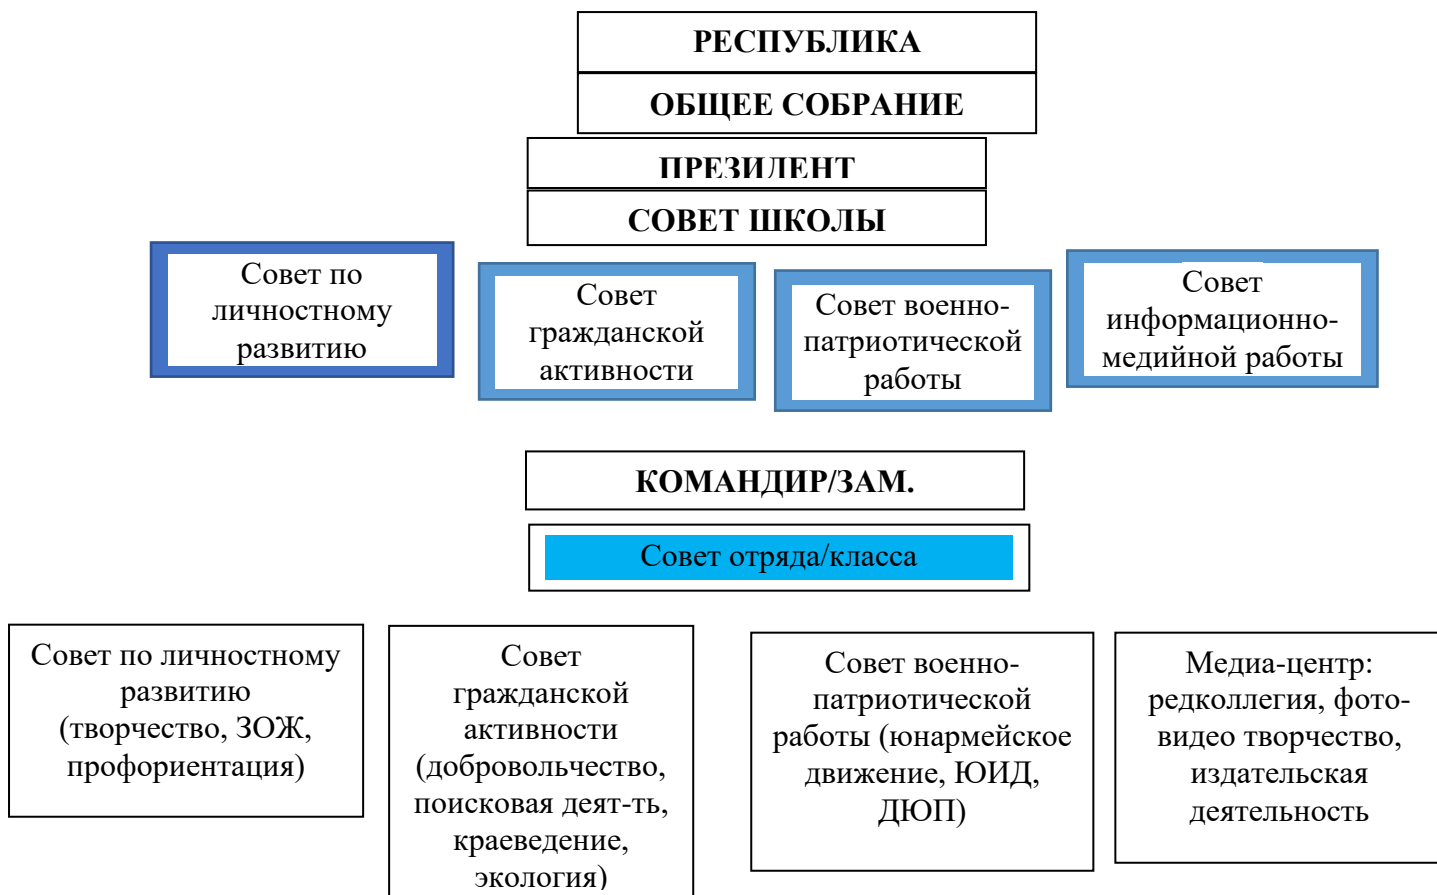 РЕСПУБЛИКА
ОБЩЕЕ СОБРАНИЕ
ПРЕЗИДЕНТ
СОВЕТ ШКОЛЫ
Совет по
личностному
развитию
Совет
гражданской
активности
Совет военно-
патриотической
работы
Совет
информационно-
медийной работы
КОМАНДИР/ЗАМ.
Совет отряда/класса
Совет по личностному
развитию
(творчество, ЗОЖ,
профориентация)
Совет
гражданской
активности
(добровольчество,
поисковая деят-ть,
краеведение,
экология)
Совет военно-
патриотической
работы (юнармейское
движение, ЮИД,
ДЮП)
Медиа-центр:
редколлегия, фото-
видео творчество,
издательская
деятельность